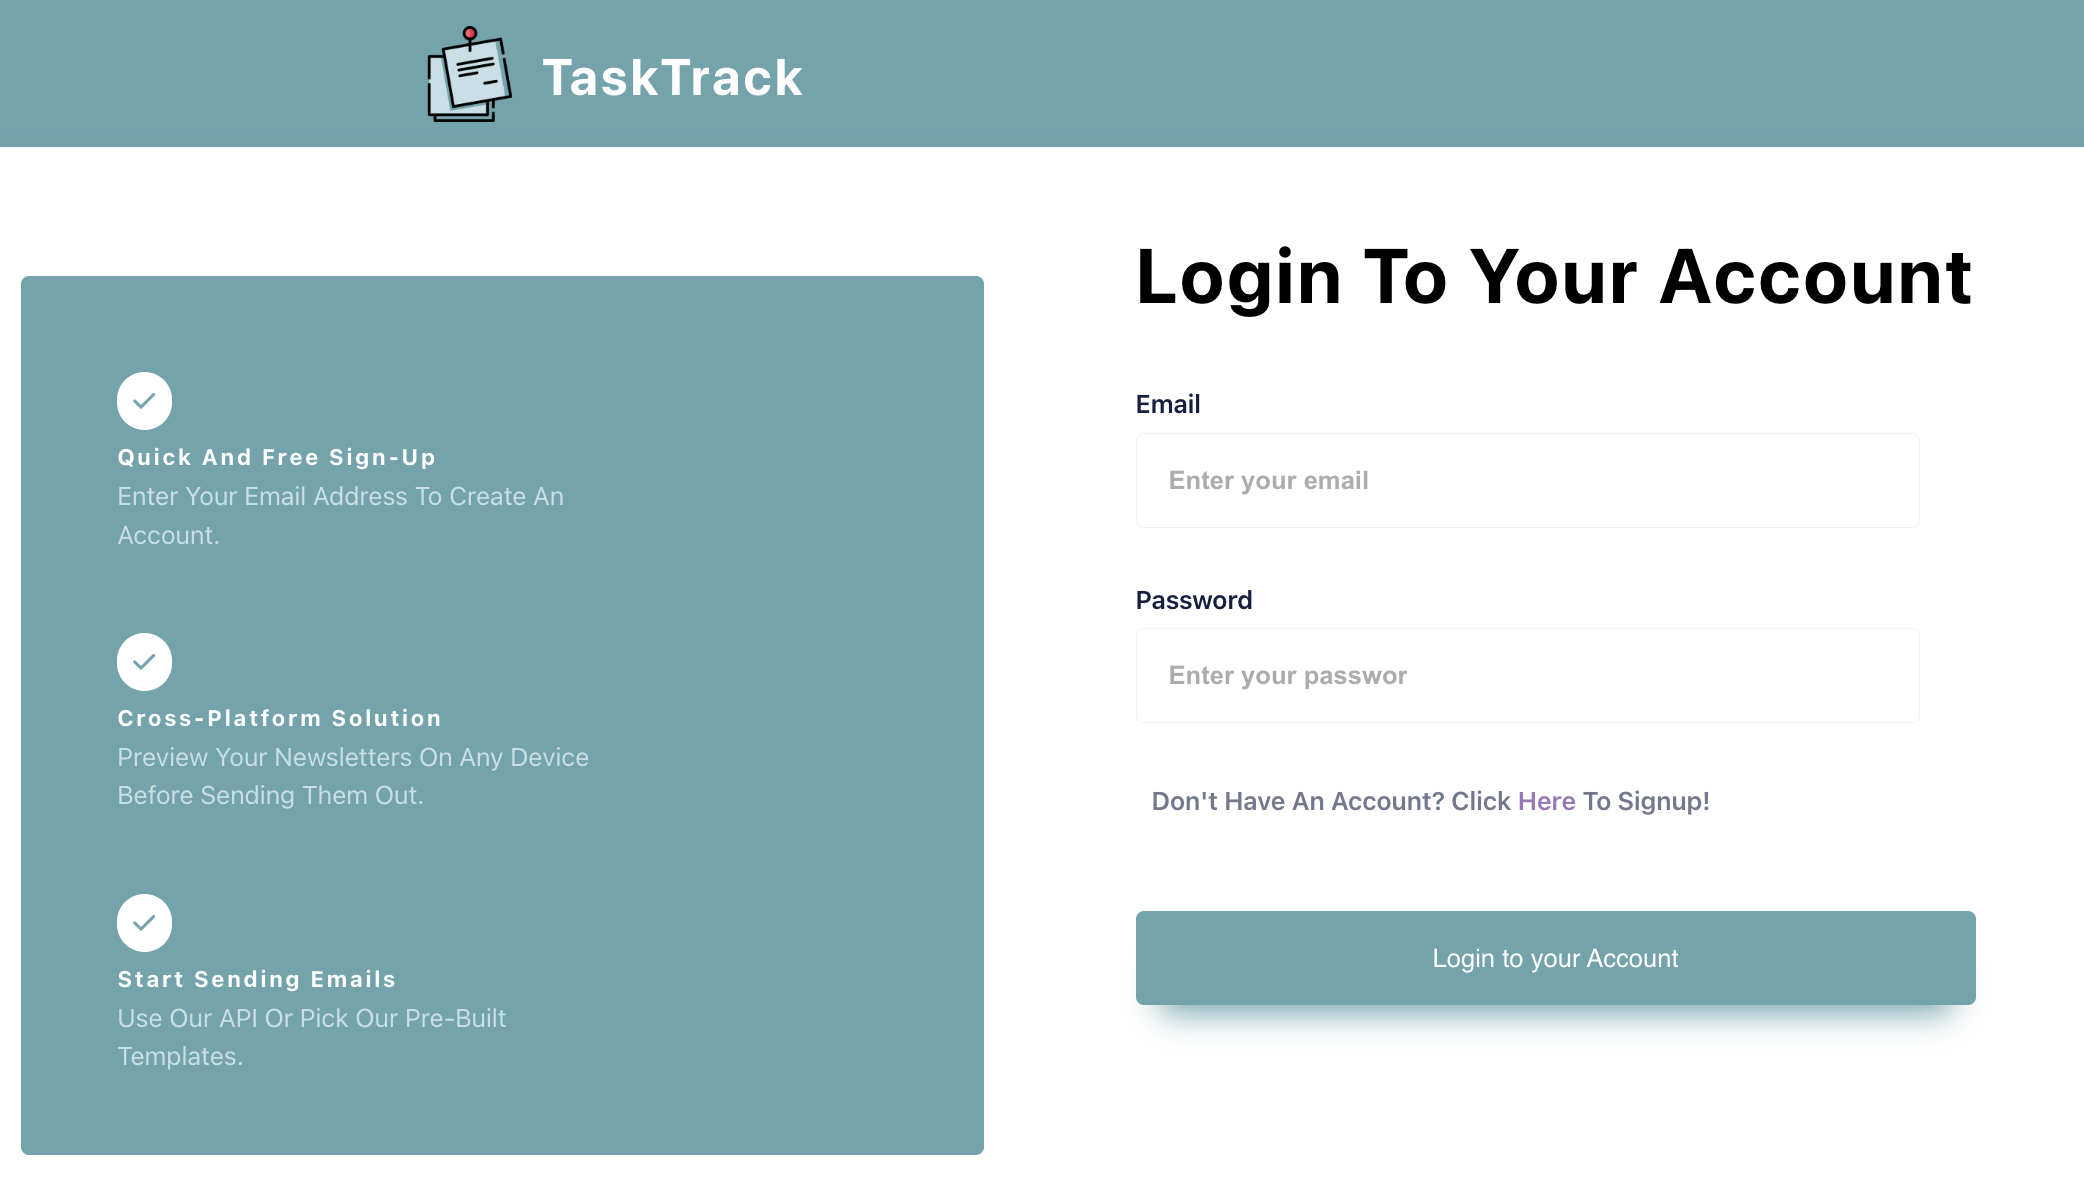 TaskTrack
Quick And Free Sign-Up
Enter Your Email Address To Create An
Account.
Cross-Platform Solution
Preview Your Newsletters On Any Device
Before Sending Them Out.
Start Sending Emails
Use Our API Or Pick Our Pre-Built
Templates.
Login To Your Account
Email
Enter your email
Password
Enter your passwor
Don't Have An Account? Click Here To Signup!
Login to your Account